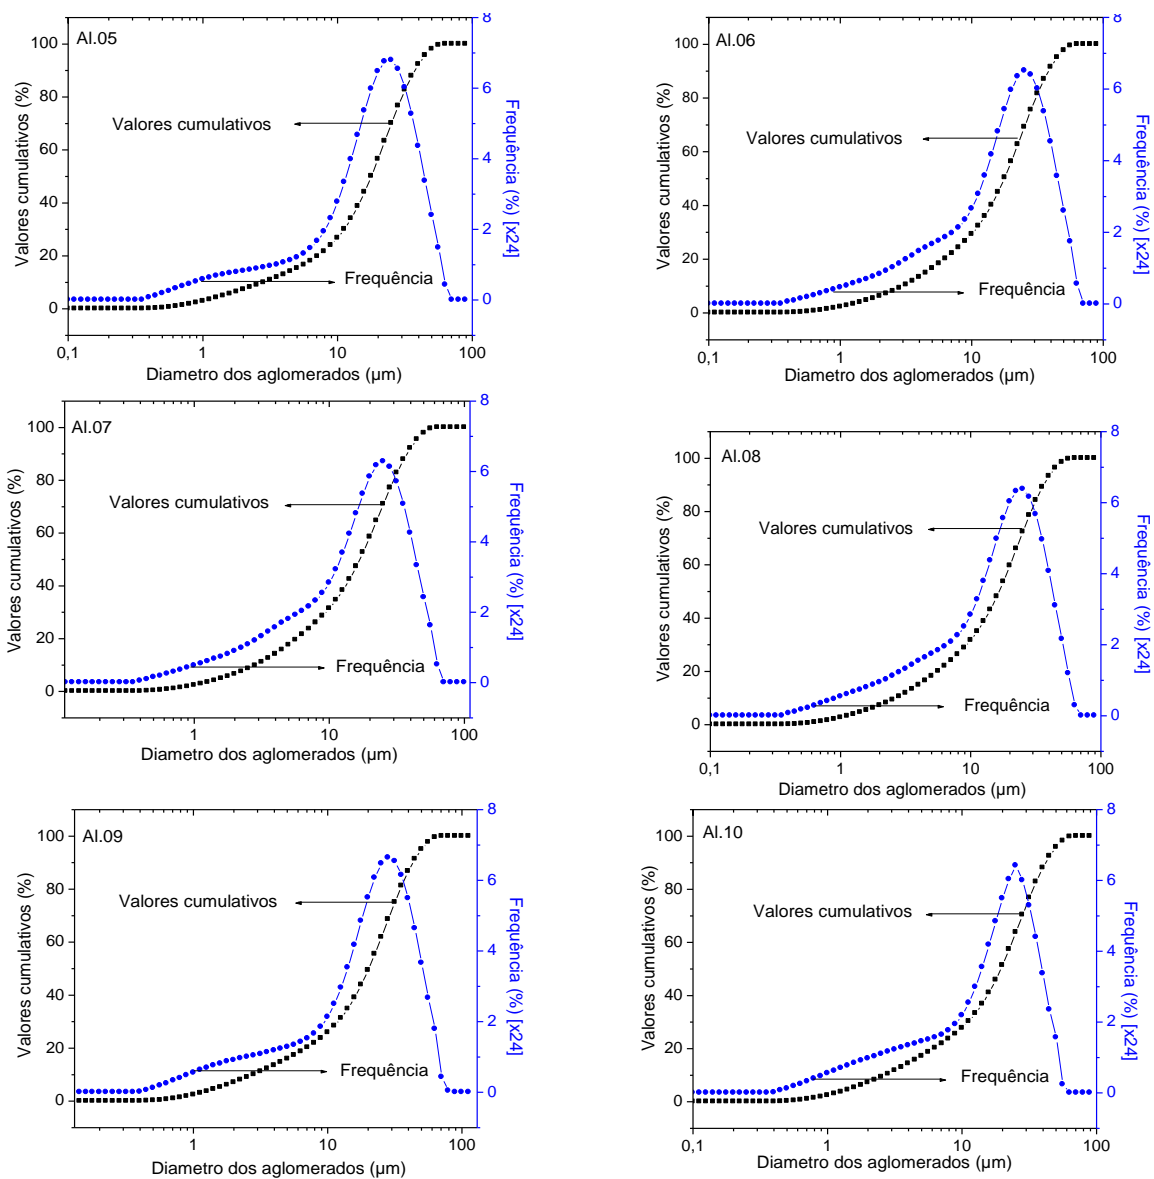 Al.05
Valores cumulativos (%)
100
80
60
40
20
0
Valores cumulativos
Frequência
8
6
4
2
0
Frequência (%) [x24]
0,1 1 10 100
Diametro dos aglomerados (µm)
Al.06
Valores cumulativos (%)
100
80
60
40
20
0
Valores cumulativos
Frequência
8
6
4
2
0
Frequência (%) [x24]
0,1 1 10 100
Diametro dos aglomerados (µm)
Al.07
Valores cumulativos (%)
100
80
60
40
20
0
Valores cumulativos
Frequência
8
6
4
2
0
Frequência (%) [x24]
1 10 100
Diametro dos aglomerados (µm)
Al.08
Valores cumulativos (%)
100
80
60
40
20
0
Valores cumulativos
Frequência
8
6
4
2
0
Frequência (%) [x24]
0,1 1 10 100
Diametro dos aglomerados (µm)
Al.09
Valores cumulativos (%)
100
80
60
40
20
0
Valores cumulativos
Frequência
8
6
4
2
0
Frequência (%) [x24]
1 10 100
Diametro dos aglomerados (µm)
Al.10
Valores cumulativos (%)
100
80
60
40
20
0
Valores cumulativos
Frequência
8
6
4
2
0
Frequência (%) [x24]
0,1 1 10 100
Diametro dos aglomerados (µm)